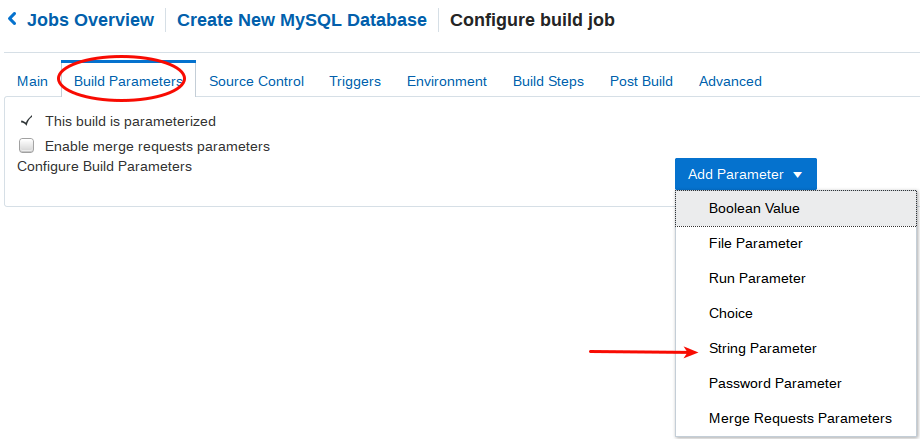 Jobs Overview Create New MySQL Database Configure build job
Main Build Parameters Source Control Triggers Environment Build Steps Post Build Advanced
This build is parameterized
Enable merge requests parameters
Configure Build Parameters
Add Parameter
Boolean Value
File Parameter
Run Parameter
Choice
String Parameter
Password Parameter
Merge Requests Parameters